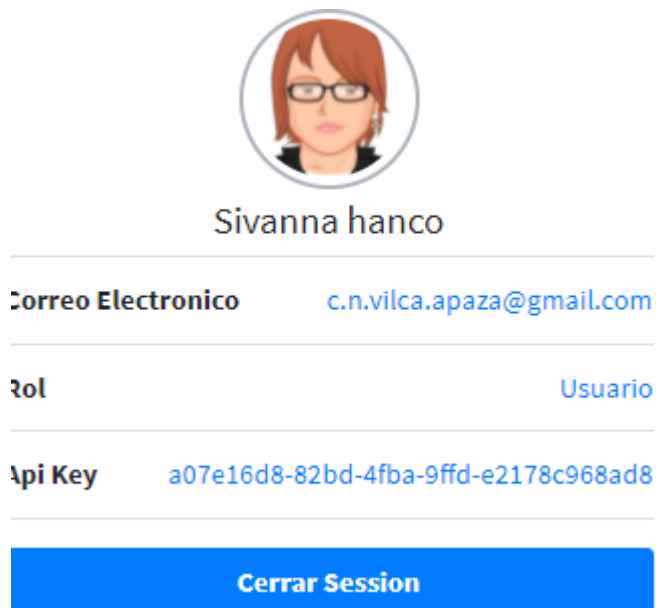 Sivanna hanco
Correo Electronico c.n.vilca.apaza@gmail.com
Rol Usuario
Api Key a07e16d8-82bd-4fba-9ffd-e2178c968ad8
Cerrar Session